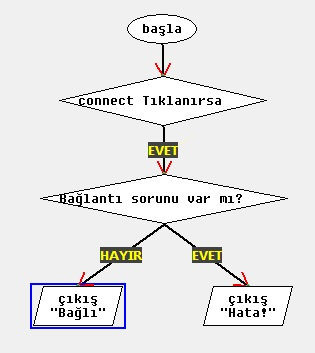 başla
connect Tıklanırsa
EVET
Bağlantı sorunu var mı?
HAYIR
EVET
çıkış
"Bağlı"
çıkış
"Hata!"